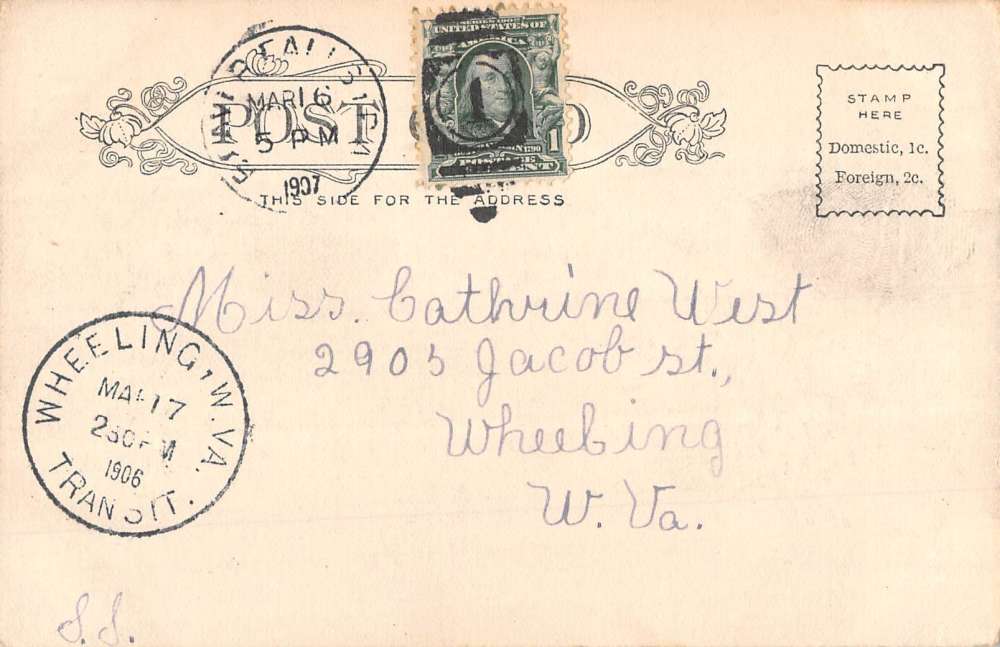 MAR 16
5 PM
1907
SERIES 1902
UNITED STATES OF AMERICA
1
POST
THIS SIDE FOR THE ADDRESS
STAMP
HERE
Domestic, 1c.
Foreign, 2c.
Miss. Cathrine West
2905 Jacob st.,
Wheeling
W. Va.
WHEELING, W. VA.
MAR 17
230 PM
1906
TRANSIT.
S.S.